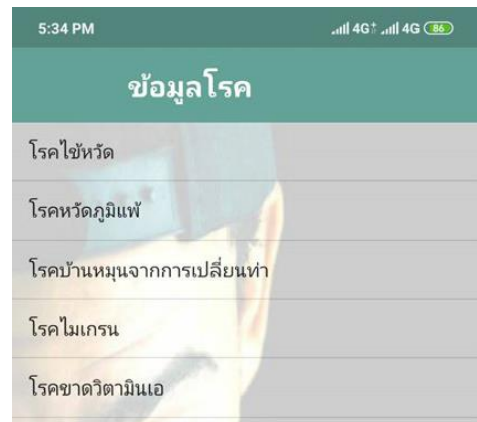 5:34 PM 4G+ 4G 86
ข้อมูลโรค
โรคไข้หวัด
โรคหวัดภูมิแพ้
โรคบ้านหมุนจากการเปลี่ยนท่า
โรคไมเกรน
โรคขาดวิตามินเอ